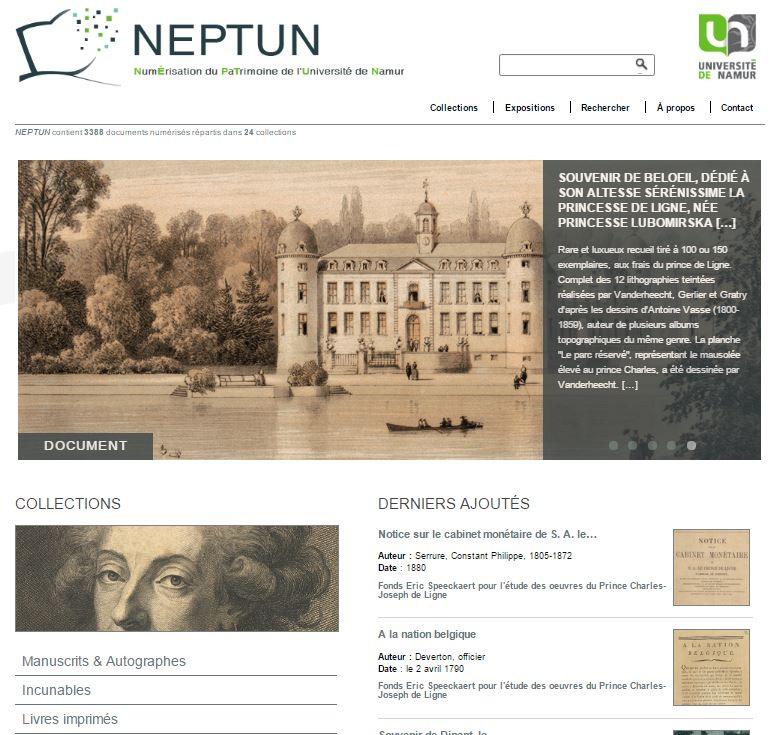 NEPTUN
NumÉrisation du PaTrimoine de l'Université de Namur
UNIVERSITÉ
DE NAMUR
Collections
Expositions
Rechercher
À propos
Contact
NEPTUN contient 3388 documents numérisés répartis dans 24 collections
SOUVENIR DE BELOEIL, DÉDIÉ À
SON ALTESSE SÉRÉNISSIME LA
PRINCESSE DE LIGNE, NÉE
PRINCESSE LUBOMIRSKA [...]
Rare et luxueux recueil tiré à 100 ou 150
exemplaires, aux frais du prince de Ligne.
Complet des 12 lithographies teintées
réalisées par Vanderheecht, Gerlier et Gratry
d'après les dessins d'Antoine Vasse (1800-
1859), auteur de plusieurs albums
topographiques du même genre. La planche
"Le parc réservé", représentant le mausolée
élevé au prince Charles, a été dessinée par
Vanderheecht. [...]
DOCUMENT
COLLECTIONS
Manuscrits & Autographes
Incunables
Livres imprimés
DERNIERS AJOUTÉS
Notice sur le cabinet monétaire de S. A. le...
Auteur : Serrure, Constant Philippe, 1805-1872
Date : 1880
Fonds Eric Speeckaert pour l'étude des oeuvres du Prince Charles-
Joseph de Ligne
NOTICE
CABINET MONÉTAIRE
A la nation belgique
Auteur : Deverton, officier
Date : le 2 avril 1790
Fonds Eric Speeckaert pour l'étude des oeuvres du Prince Charles-
Joseph de Ligne
A LA NATION
BELGIQUE
Souvenir de Dinant, le